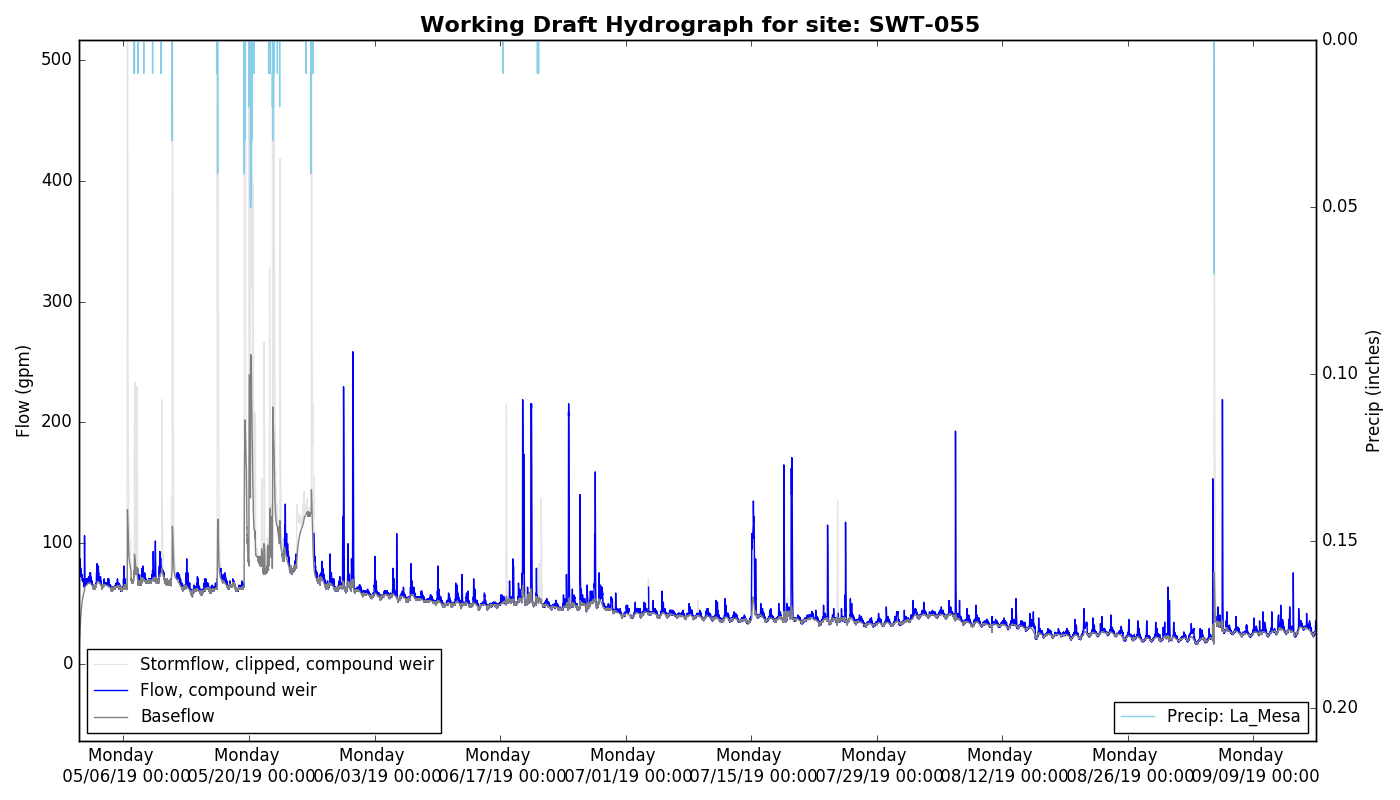 Working Draft Hydrograph for site: SWT-055
500
400
300
200
100
0
Flow (gpm)
0.00
0.05
0.10
0.15
0.20
Precip (inches)
Stormflow, clipped, compound weir
Flow, compound weir
Baseflow
Precip: La_Mesa
Monday Monday Monday Monday Monday Monday Monday Monday Monday Monday
05/06/19 00:00 05/20/19 00:00 06/03/19 00:00 06/17/19 00:00 07/01/19 00:00 07/15/19 00:00 07/29/19 00:00 08/12/19 00:00 08/26/19 00:00 09/09/19 00:00